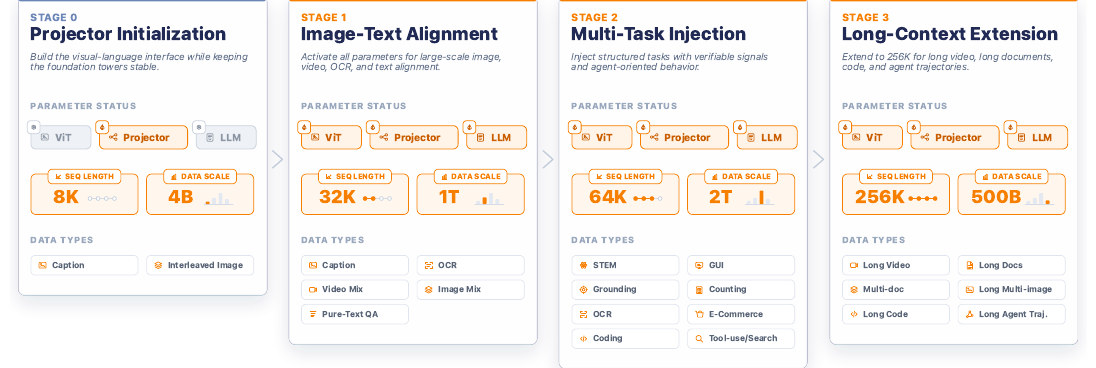 STAGE 0
Projector Initialization
Build the visual-language interface while keeping
the foundation towers stable.
PARAMETER STATUS
ViT
Projector
LLM
SEQ LENGTH
8K
DATA SCALE
4B
DATA TYPES
Caption
Interleaved Image
STAGE 1
Image-Text Alignment
Activate all parameters for large-scale image,
video, OCR, and text alignment.
PARAMETER STATUS
ViT
Projector
LLM
SEQ LENGTH
32K
DATA SCALE
1T
DATA TYPES
Caption
OCR
Video Mix
Image Mix
Pure-Text QA
STAGE 2
Multi-Task Injection
Inject structured tasks with verifiable signals
and agent-oriented behavior.
PARAMETER STATUS
ViT
Projector
LLM
SEQ LENGTH
64K
DATA SCALE
2T
DATA TYPES
STEM
GUI
Grounding
Counting
OCR
E-Commerce
Coding
Tool-use/Search
STAGE 3
Long-Context Extension
Extend to 256K for long video, long documents,
code, and agent trajectories.
PARAMETER STATUS
ViT
Projector
LLM
SEQ LENGTH
256K
DATA SCALE
500B
DATA TYPES
Long Video
Long Docs
Multi-doc
Long Multi-image
Long Code
Long Agent Traj.